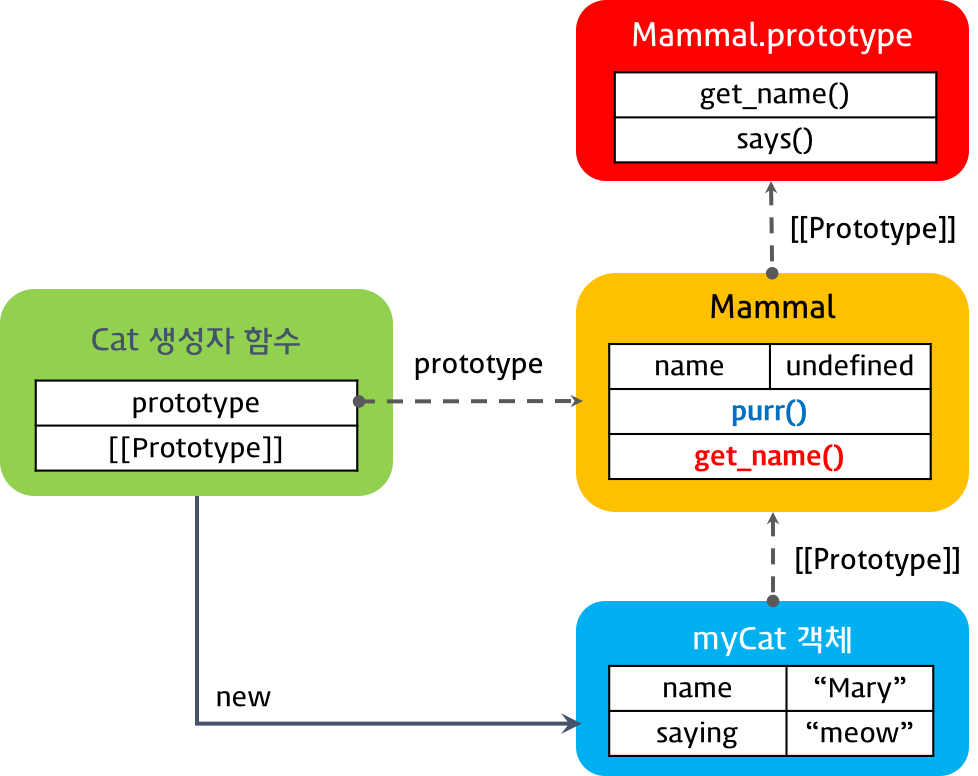 Mammal.prototype
get_name()
says()
[[Prototype]]
Mammal
name undefined
purr()
get_name()
Cat 생성자 함수
prototype
[[Prototype]]
prototype
[[Prototype]]
myCat 객체
name “Mary”
saying “meow”
new